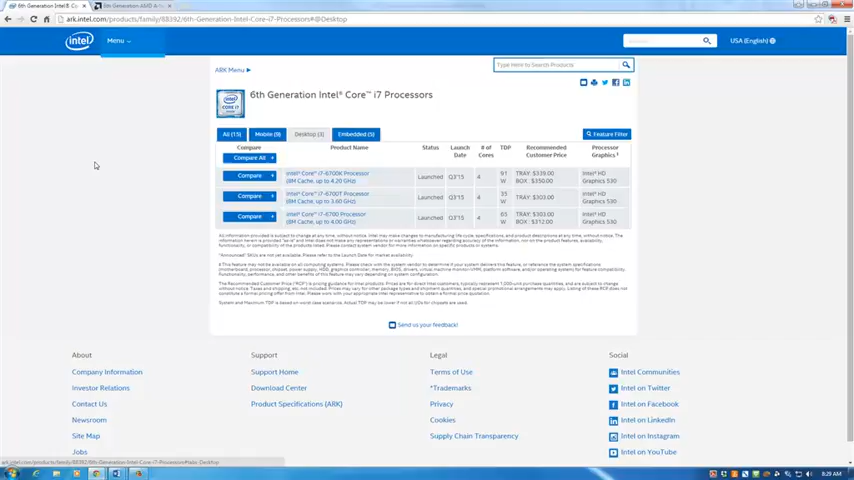 6th Generation Intel® C
6th Generation AMD A
ark.intel.com/products/family/88392/6th-Generation-Intel-Core-i7-Processors#@Desktop
intel
Menu
USA (English)
ARK Menu
Type Here to Search Products
6th Generation Intel® Core™ i7 Processors
All (15)
Mobile (9)
Desktop (3)
Embedded (5)
Feature Filter
Compare
Product Name
Status
Launch Date
# of Cores
TDP
Recommended Customer Price
Processor Graphics ‡
Compare All
Compare +
Intel® Core™ i7-6700K Processor
(8M Cache, up to 4.20 GHz)
Launched
Q3'15
4
91 W
TRAY: $339.00
BOX : $350.00
Intel® HD
Graphics 530
Compare +
Intel® Core™ i7-6700T Processor
(8M Cache, up to 3.60 GHz)
Launched
Q3'15
4
35 W
TRAY: $303.00
Intel® HD
Graphics 530
Compare +
Intel® Core™ i7-6700 Processor
(8M Cache, up to 4.00 GHz)
Launched
Q3'15
4
65 W
TRAY: $303.00
BOX : $312.00
Intel® HD
Graphics 530
Send us your feedback!
About
Company Information
Investor Relations
Contact Us
Newsroom
Site Map
Jobs
Support
Support Home
Download Center
Product Specifications (ARK)
Legal
Terms of Use
*Trademarks
Privacy
Cookies
Supply Chain Transparency
Social
Intel Communities
Intel on Twitter
Intel on Facebook
Intel on LinkedIn
Intel on Instagram
Intel on YouTube
8:29 AM